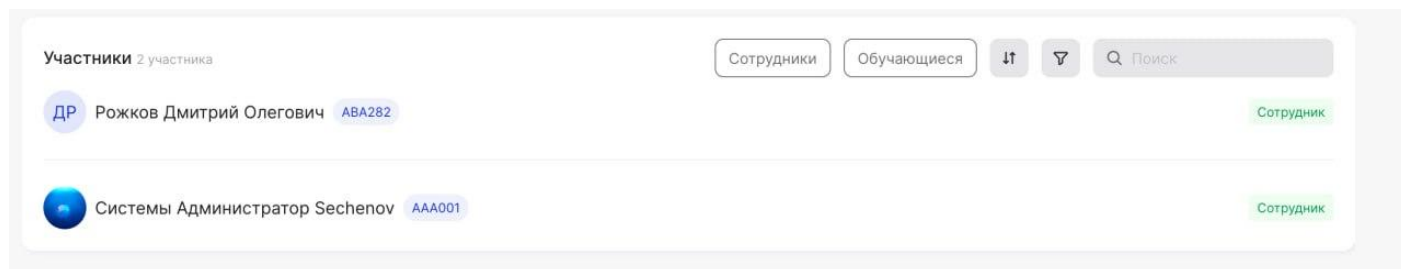 Участники 2 участника Сотрудники Обучающиеся Поиск
ДР Рожков Дмитрий Олегович ABA282 Сотрудник
Системы Администратор Sechenov AAA001 Сотрудник